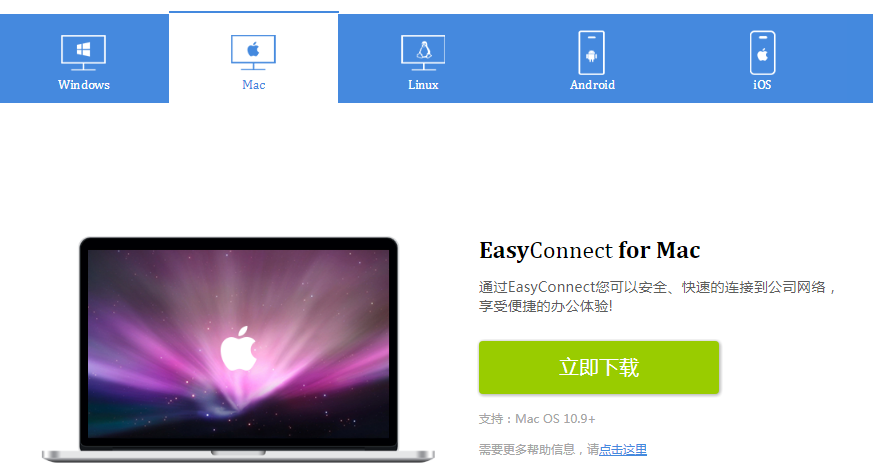 Windows
Mac
Linux
Android
iOS
EasyConnect for Mac
通过EasyConnect您可以安全、快速的连接到公司网络，
享受便捷的办公体验!
立即下载
支持：Mac OS 10.9+
需要更多帮助信息，请点击这里